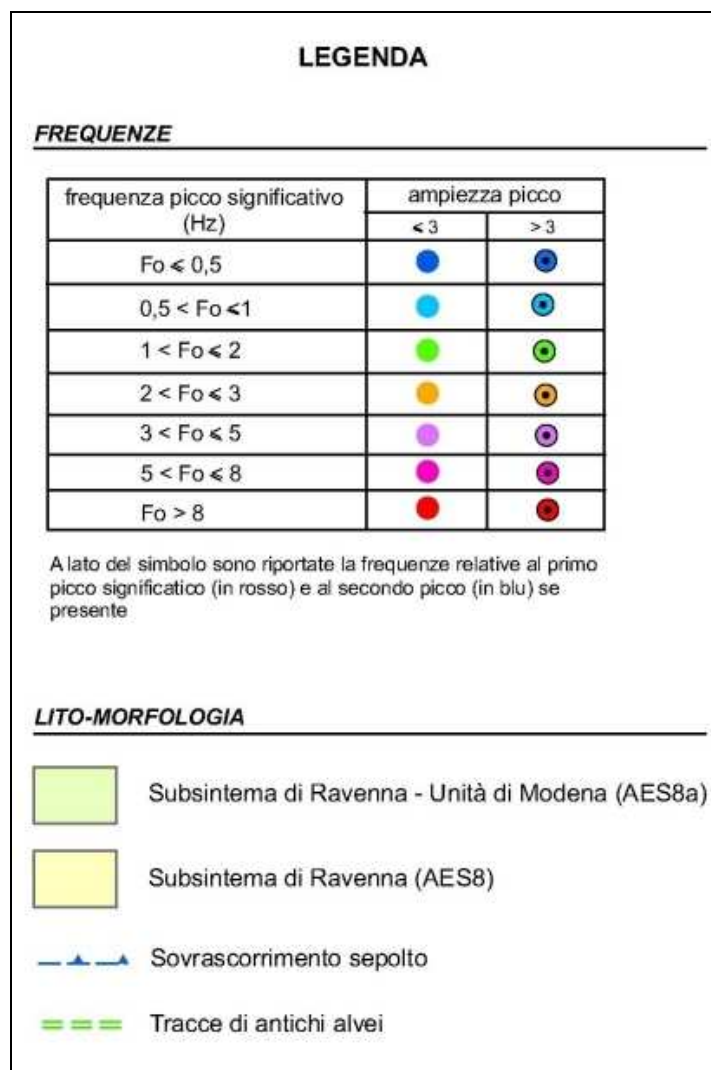 LEGENDA
FREQUENZE
frequenza picco significativo (Hz)
ampiezza picco
⩽ 3
> 3
Fo ⩽ 0,5
0,5 < Fo ⩽1
1 < Fo ⩽ 2
2 < Fo ⩽ 3
3 < Fo ⩽ 5
5 < Fo ⩽ 8
Fo > 8
A lato del simbolo sono riportate la frequenze relative al primo
picco significativo (in rosso) e al secondo picco (in blu) se
presente
LITO-MORFOLOGIA
Subsintema di Ravenna - Unità di Modena (AES8a)
Subsintema di Ravenna (AES8)
Sovrascorrimento sepolto
Tracce di antichi alvei